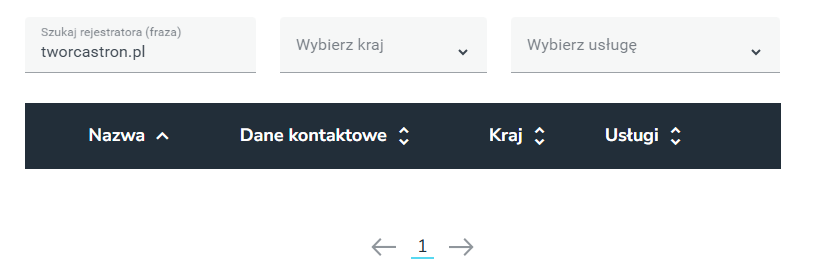 Szukaj rejestratora (fraza)
tworcastron.pl
Wybierz kraj
Wybierz usługę
Nazwa
Dane kontaktowe
Kraj
Usługi
1